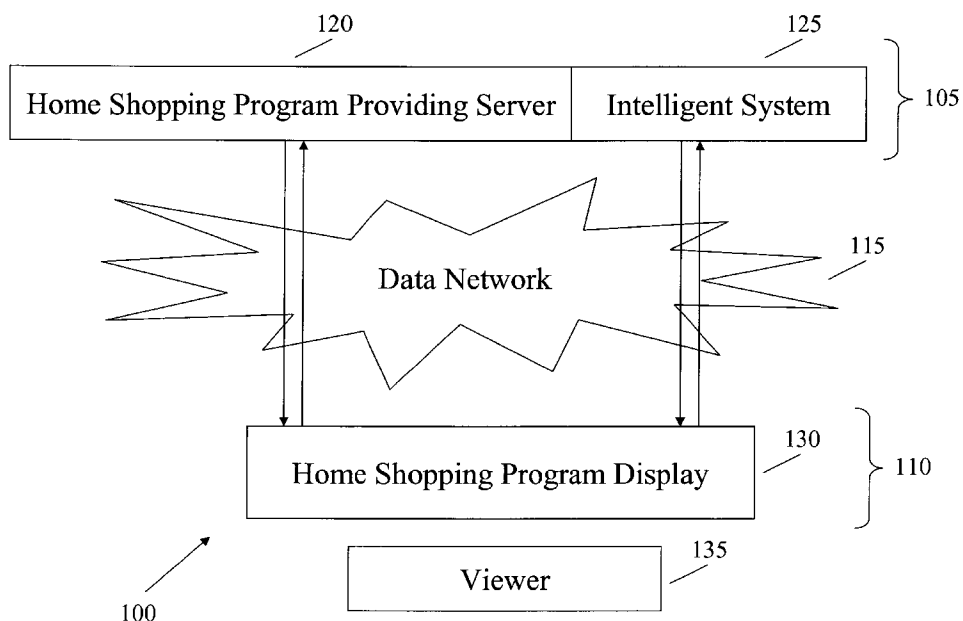 120
125
Home Shopping Program Providing Server
Intelligent System
105
Data Network
115
Home Shopping Program Display
130
110
Viewer
135
100